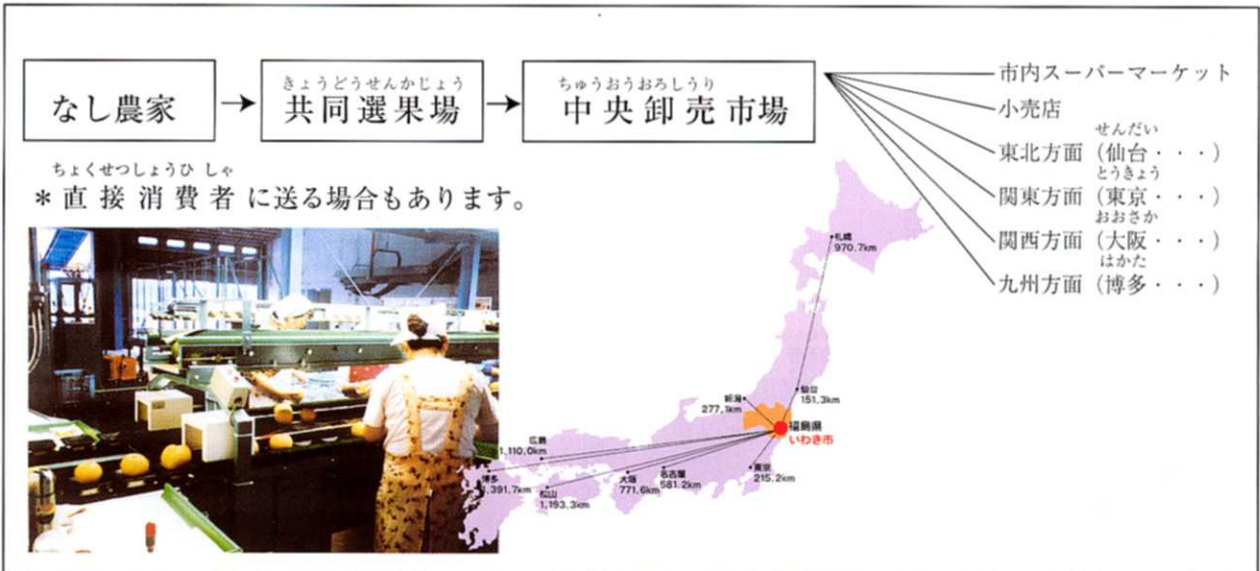 なし農家
きょうどうせんかじょう
共同選果場
ちゅうおうおろしうり
中央卸売市場
市内スーパーマーケット
小売店
せんだい
東北方面(仙台・・・)
とうきょう
関東方面(東京・・・)
おおさか
関西方面(大阪・・・)
はかた
九州方面(博多・・・)
ちょくせつしょうひ しゃ
*直接消費者に送る場合もあります。
札幌
970.7km
仙台
151.3km
新潟
277.1km
福島県
いわき市
広島
1,110.0km
博多
1,391.7km
松山
1,193.3km
大阪
771.6km
名古屋
581.2km
東京
215.2km